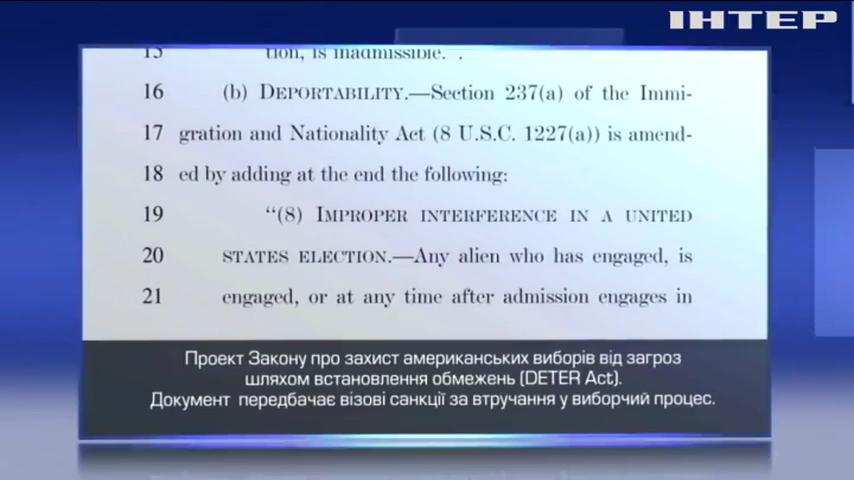 ІНТЕР
15 tion, is inadmissible. .
16 (b) DEPORTABILITY.—Section 237(a) of the Immi-
17 gration and Nationality Act (8 U.S.C. 1227(a)) is amend-
18 ed by adding at the end the following:
19 “(8) IMPROPER INTERFERENCE IN A UNITED
20 STATES ELECTION.—Any alien who has engaged, is
21 engaged, or at any time after admission engages in
Проект Закону про захист американських виборів від загроз
шляхом встановлення обмежень (DETER Act).
Документ передбачає візові санкції за втручання у виборчий процес.